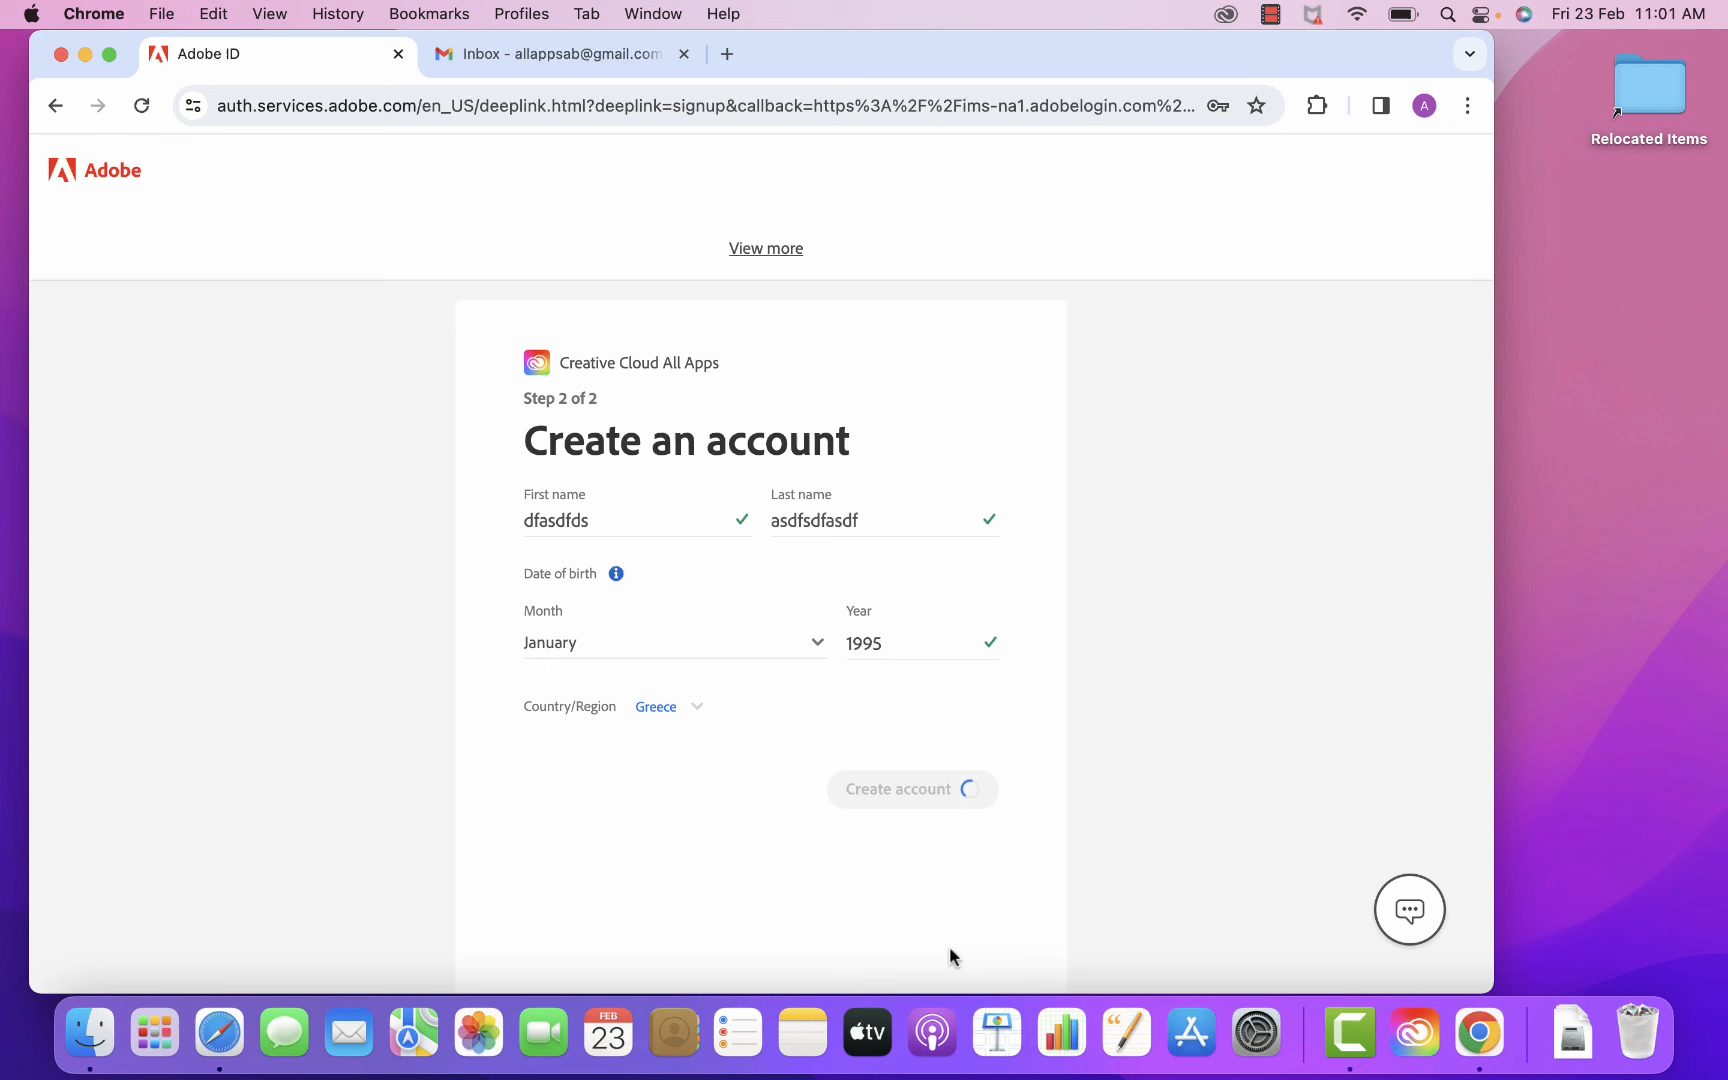 Chrome File Edit View History Bookmarks Profiles Tab Window Help Fri 23 Feb 11:01 AM
Adobe ID Inbox - allappsab@gmail.com
auth.services.adobe.com/en_US/deeplink.html?deeplink=signup&callback=https%3A%2F%2Fims-na1.adobelogin.com%2... A
Relocated Items
Adobe
View more
Creative Cloud All Apps
Step 2 of 2
Create an account
First name Last name
dfasdfds asdfsdfasdf
Date of birth
Month Year
January 1995
Country/Region Greece
Create account
FEB
23
tv